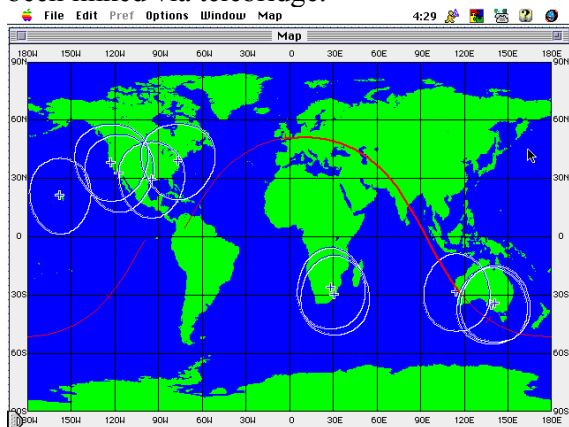 been linked via telebridge.
File Edit Pref Options Window Map 4:29
Map
180W 150W 120W 90W 60W 30W 0 30E 60E 90E 120E 150E 180E
90N 90N
60N 60N
30N 30N
0 0
30S 30S
60S 60S
90S 90S
180W 150W 120W 90W 60W 30W 0 30E 60E 90E 120E 150E 180E